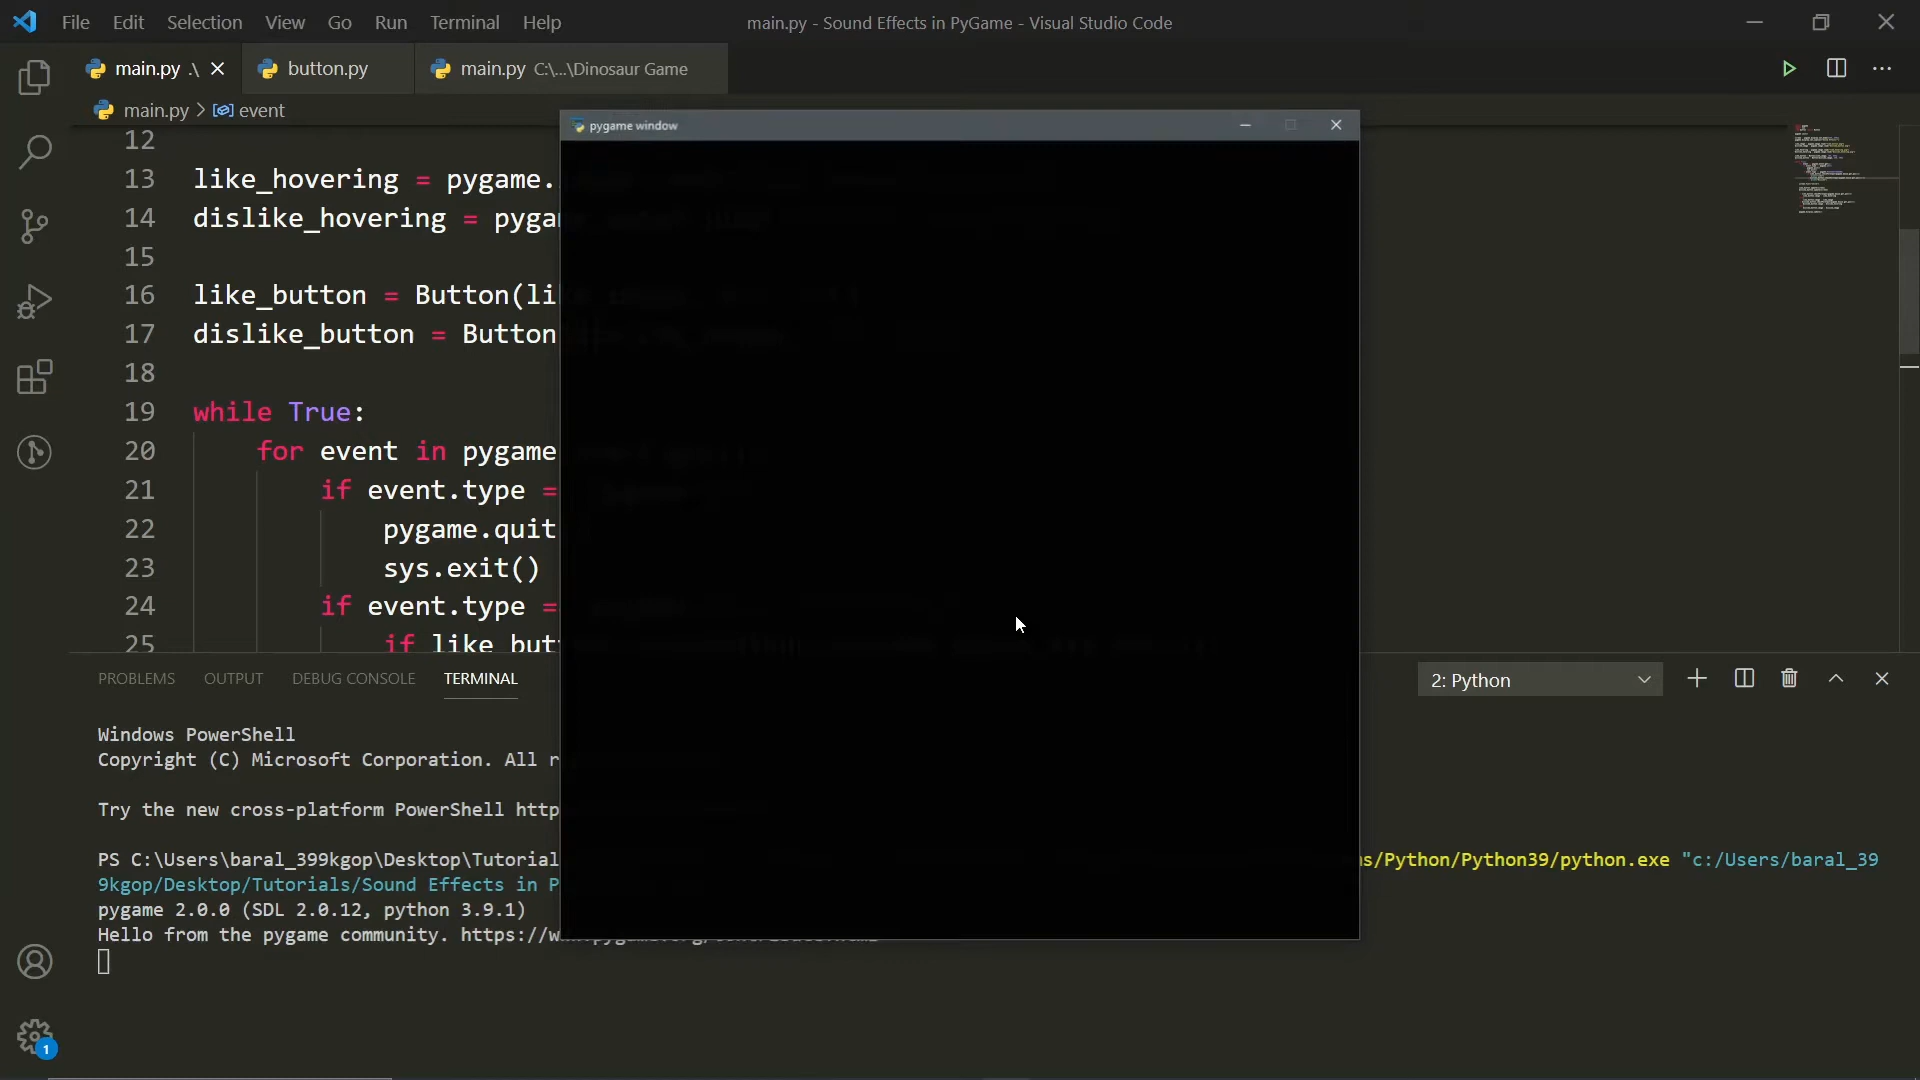 File Edit Selection View Go Run Terminal Help
main.py - Sound Effects in PyGame - Visual Studio Code
main.py .\
button.py
main.py C:\...\Dinosaur Game
main.py > event
pygame window
12
13 like_hovering = pygame.
14 dislike_hovering = pyga
15
16 like_button = Button(li
17 dislike_button = Button
18
19 while True:
20 for event in pygame
21 if event.type =
22 pygame.quit
23 sys.exit()
24 if event.type =
25 if like_but
PROBLEMS OUTPUT DEBUG CONSOLE TERMINAL
2: Python
Windows PowerShell
Copyright (C) Microsoft Corporation. All r
Try the new cross-platform PowerShell http
PS C:\Users\baral_399kgop\Desktop\Tutorial
s/Python/Python39/python.exe "c:/Users/baral_39
9kgop/Desktop/Tutorials/Sound Effects in P
pygame 2.0.0 (SDL 2.0.12, python 3.9.1)
Hello from the pygame community. https://w
1